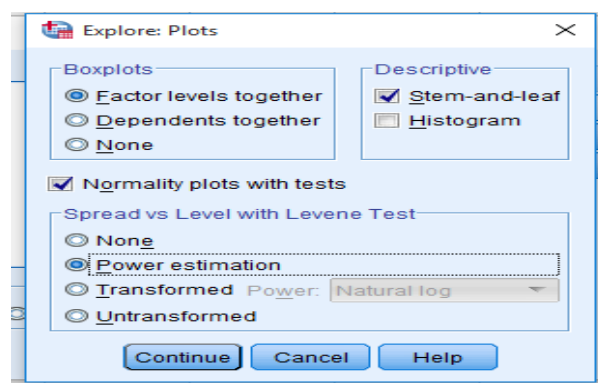 Explore: Plots
Boxplots
Factor levels together
Dependents together
None
Descriptive
Stem-and-leaf
Histogram
Normality plots with tests
Spread vs Level with Levene Test
None
Power estimation
Transformed Power: Natural log
Untransformed
Continue Cancel Help